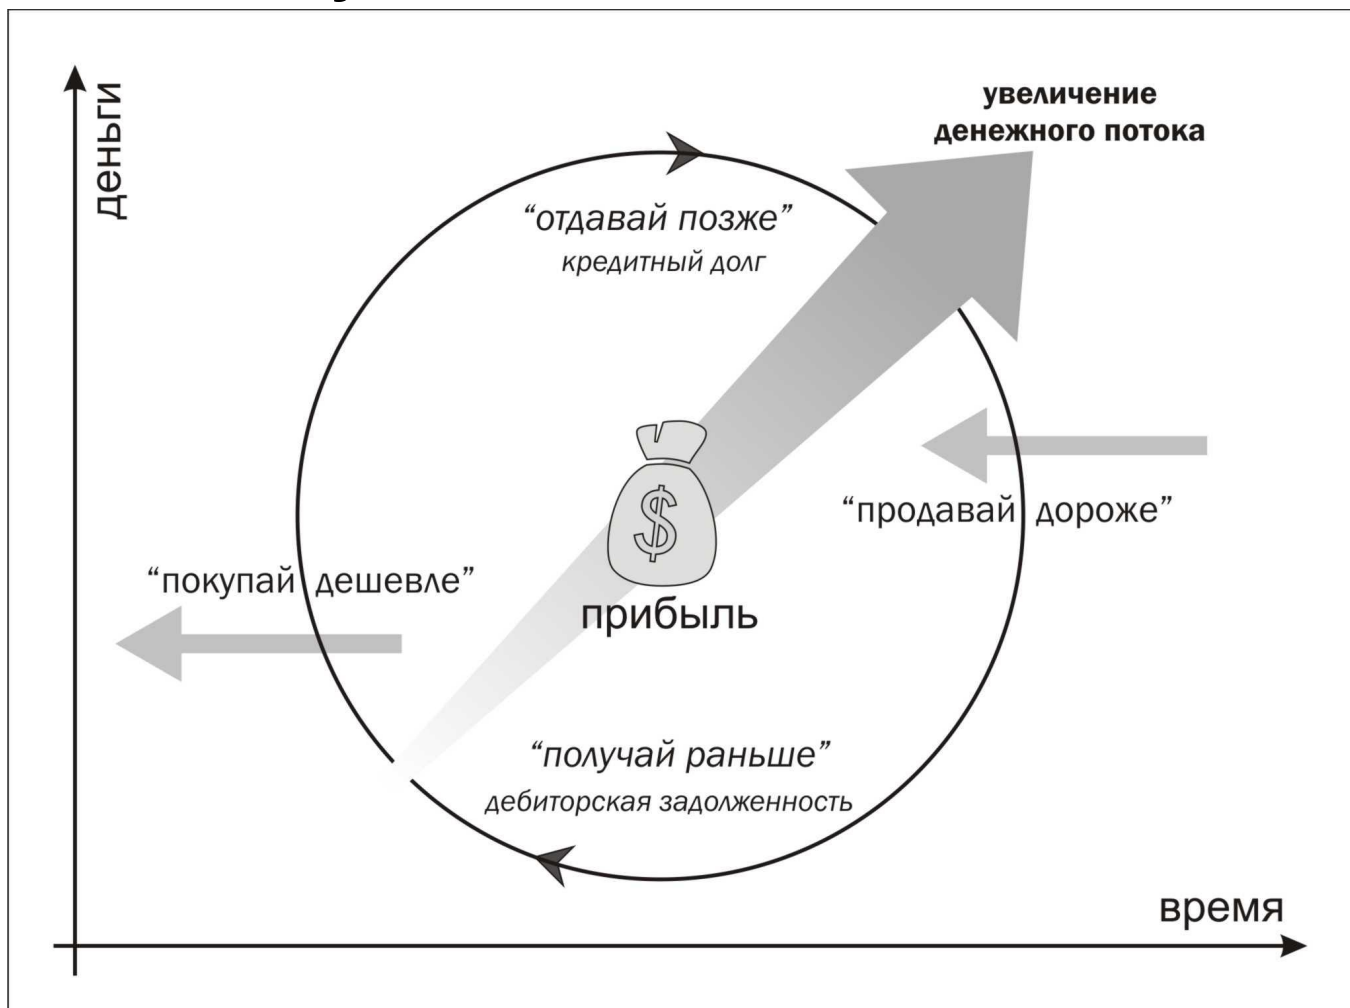 деньги
увеличение
денежного потока
“отдавай позже”
кредитный долг
$
“продавай дороже”
“покупай дешевле”
прибыль
“получай раньше”
дебиторская задолженность
время